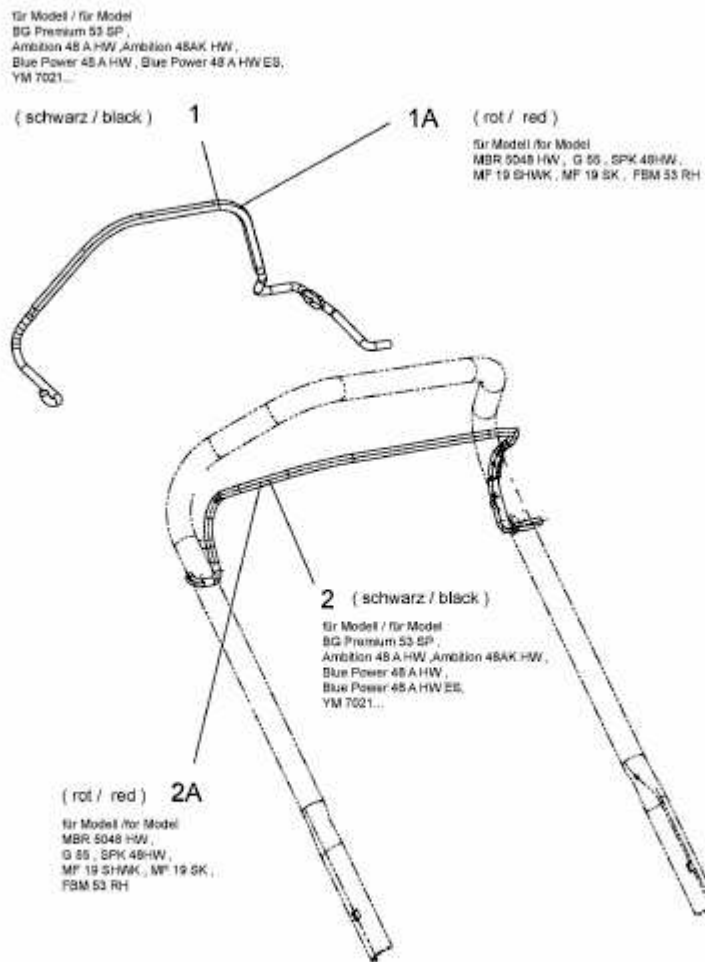 für Modell / für Model
BG Premium 53 SP ,
Ambition 48 A HW ,Ambition 48AK HW ,
Blue Power 48 A HW , Blue Power 48 A HW ES,
YM 7021...
( schwarz / black ) 1
1A ( rot / red )
für Modell /for Model
MBR 5048 HW , G 55 , SPK 48HW ,
MF 19 SHWK , MF 19 SK , FBM 53 RH
2 ( schwarz / black )
für Modell / für Model
BG Premium 53 SP ,
Ambition 48 A HW ,Ambition 48AK HW ,
Blue Power 48 A HW ,
Blue Power 48 A HW ES,
YM 7021...
( rot / red ) 2A
für Modell /for Model
MBR 5048 HW ,
G 55 , SPK 48HW ,
MF 19 SHWK , MF 19 SK ,
FBM 53 RH